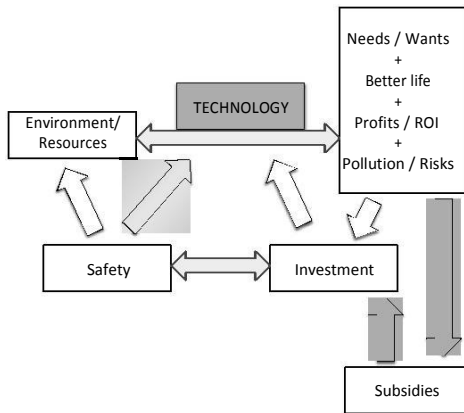 Needs / Wants
+
Better life
+
Profits / ROI
+
Pollution / Risks
TECHNOLOGY
Environment/
Resources
Safety
Investment
Subsidies